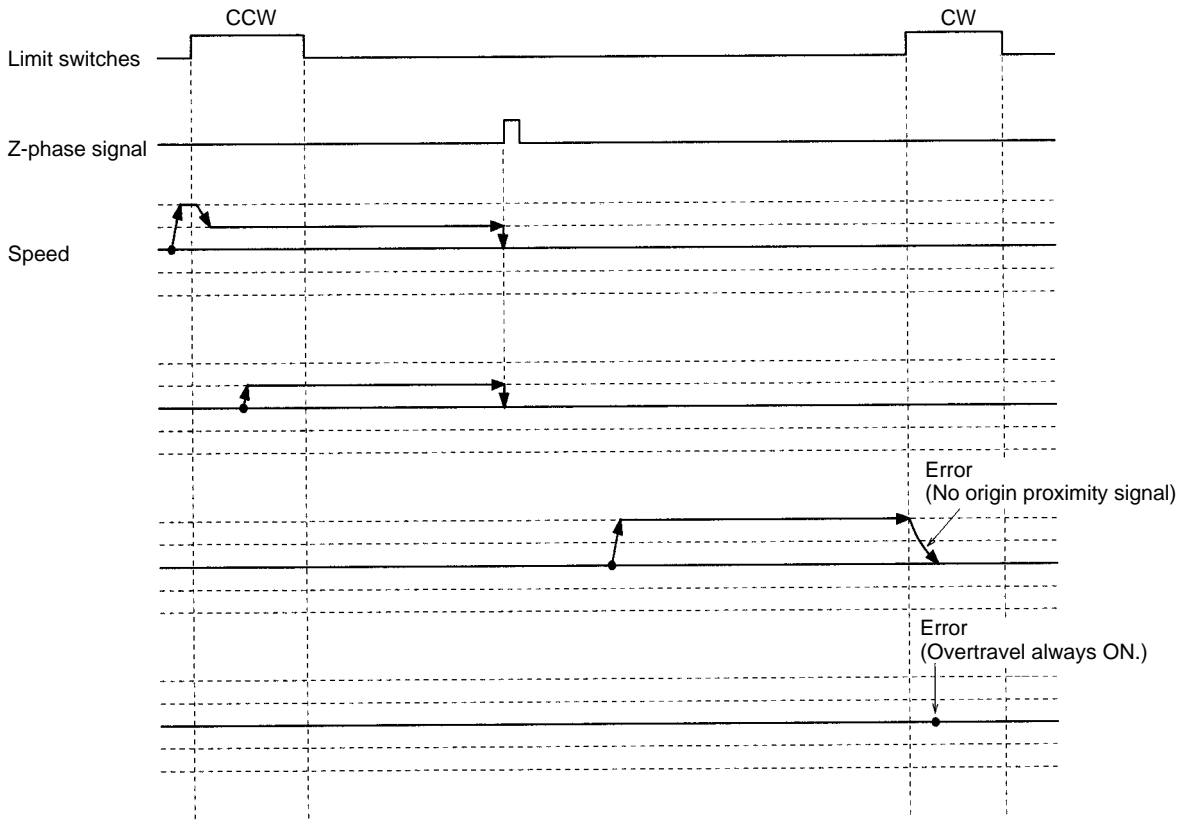 CCW
CW
Limit switches
Z-phase signal
Speed
Error
(No origin proximity signal)
Error
(Overtravel always ON.)